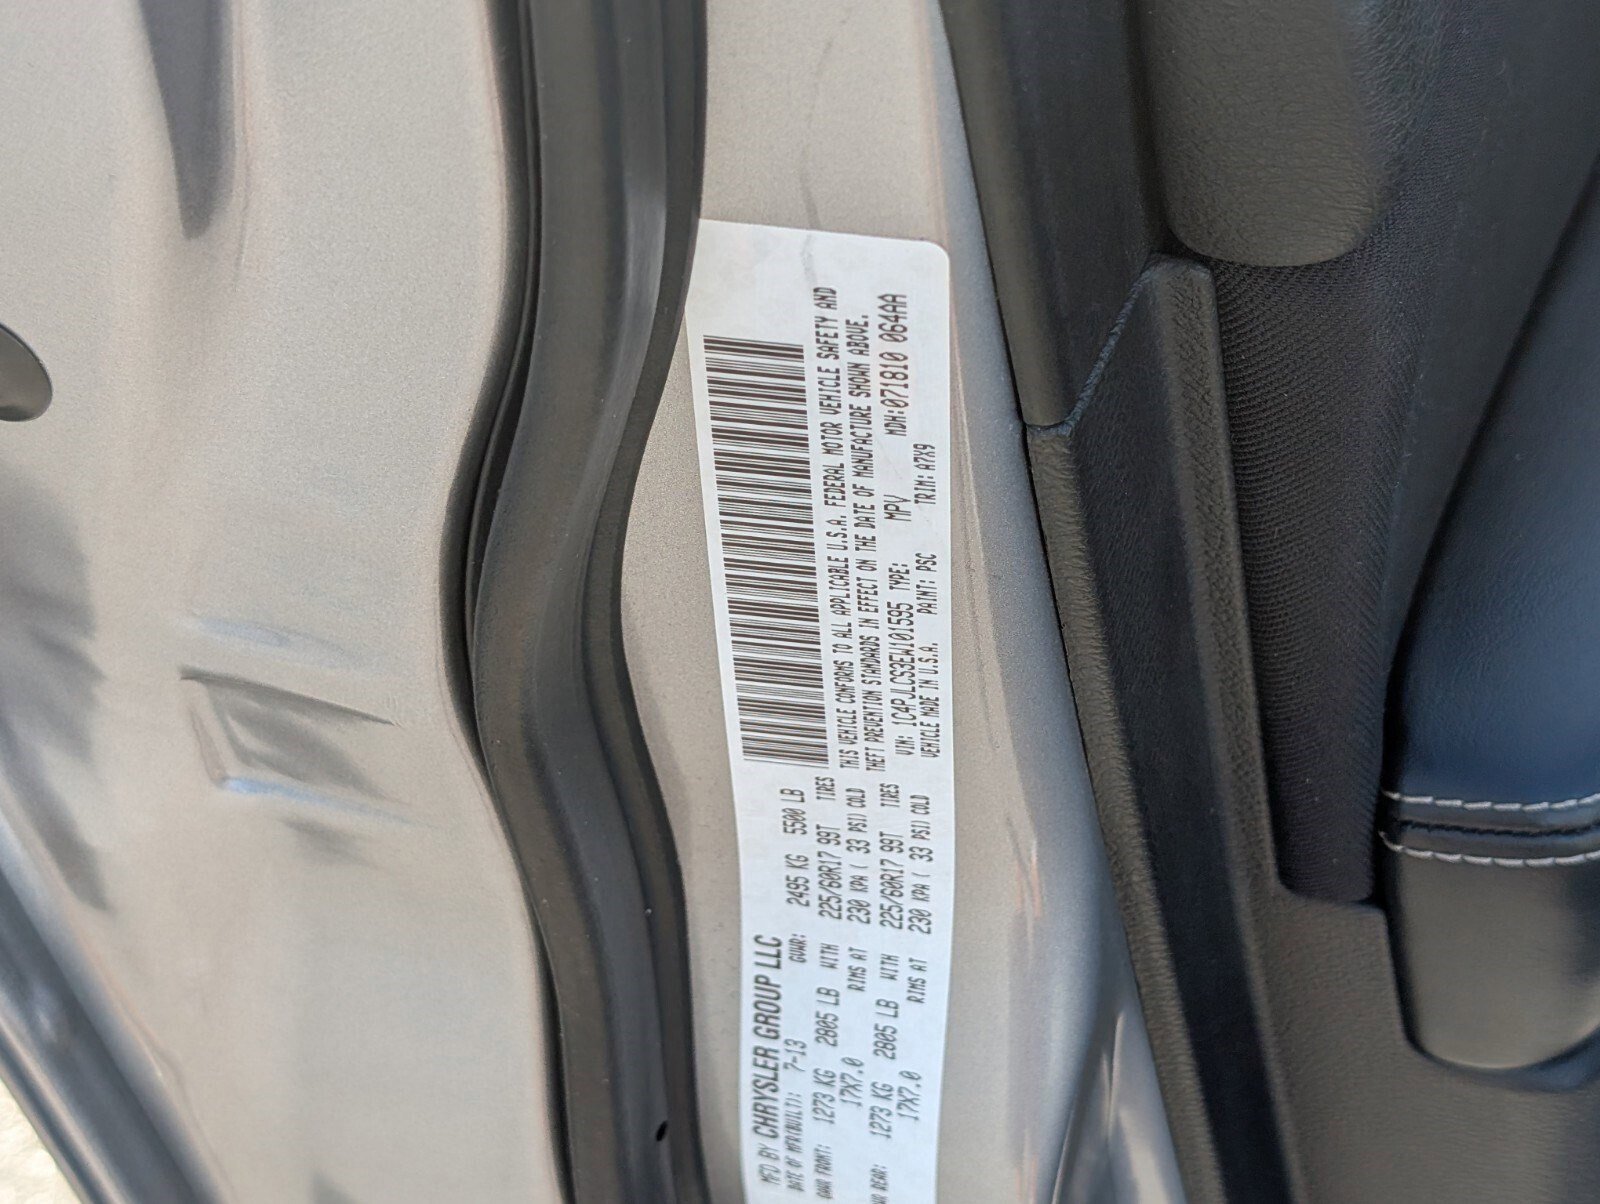 MFD BY CHRYSLER GROUP LLC
DATE OF MFR(BUILT): 7-13 GVWR: 2495 KG 5500 LB
GAWR FRONT: 1273 KG 2805 LB WITH 225/60R17 99T TIRES
17X7.0 RIMS AT 230 KPA ( 33 PSI) COLD
REAR: 1273 KG 2805 LB WITH 225/60R17 99T TIRES
17X7.0 RIMS AT 230 KPA ( 33 PSI) COLD
THIS VEHICLE CONFORMS TO ALL APPLICABLE U.S.A. FEDERAL MOTOR VEHICLE SAFETY AND
THEFT PREVENTION STANDARDS IN EFFECT ON THE DATE OF MANUFACTURE SHOWN ABOVE.
VIN: 1C4PJLCS3EW101595 TYPE: MPV MDH:071810 064AA
VEHICLE MADE IN U.S.A. PAINT: PSC TRIM: A7X9